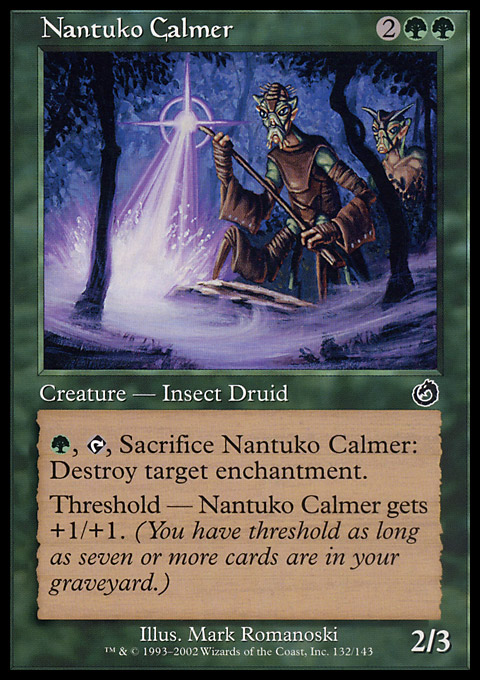 Nantuko Calmer 2
Creature — Insect Druid
, , Sacrifice Nantuko Calmer:
Destroy target enchantment.
Threshold — Nantuko Calmer gets
+1/+1. (You have threshold as long
as seven or more cards are in your
graveyard.)
Illus. Mark Romanoski
™ & © 1993–2002 Wizards of the Coast, Inc. 132/143
2/3